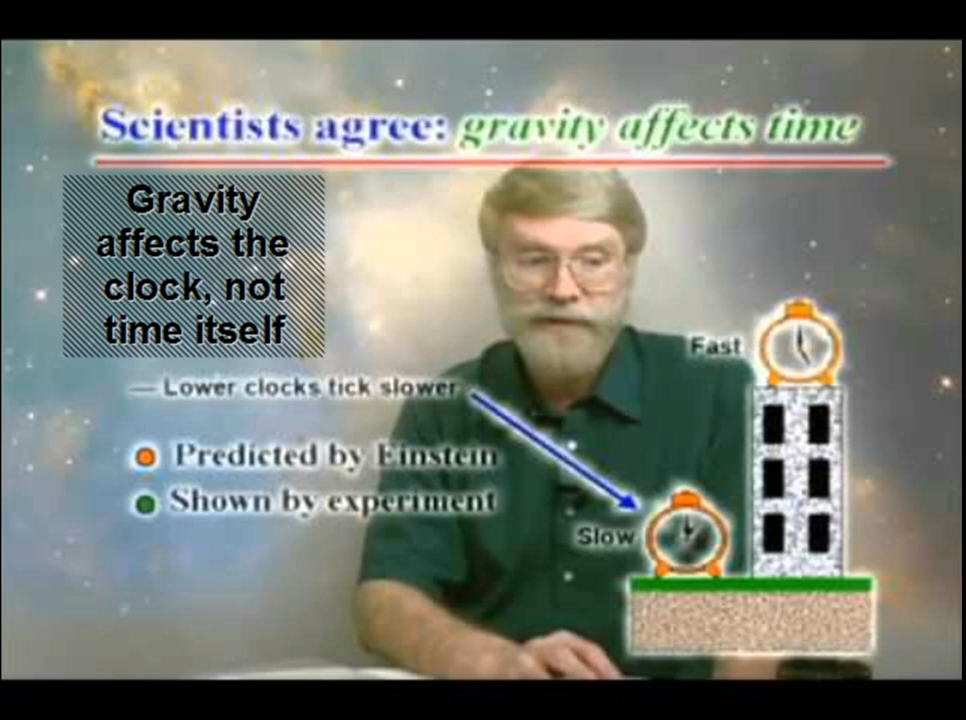 Scientists agree: gravity affects time
Gravity
affects the
clock, not
time itself
Fast
— Lower clocks tick slower
Predicted by Einstein
Shown by experiment
Slow